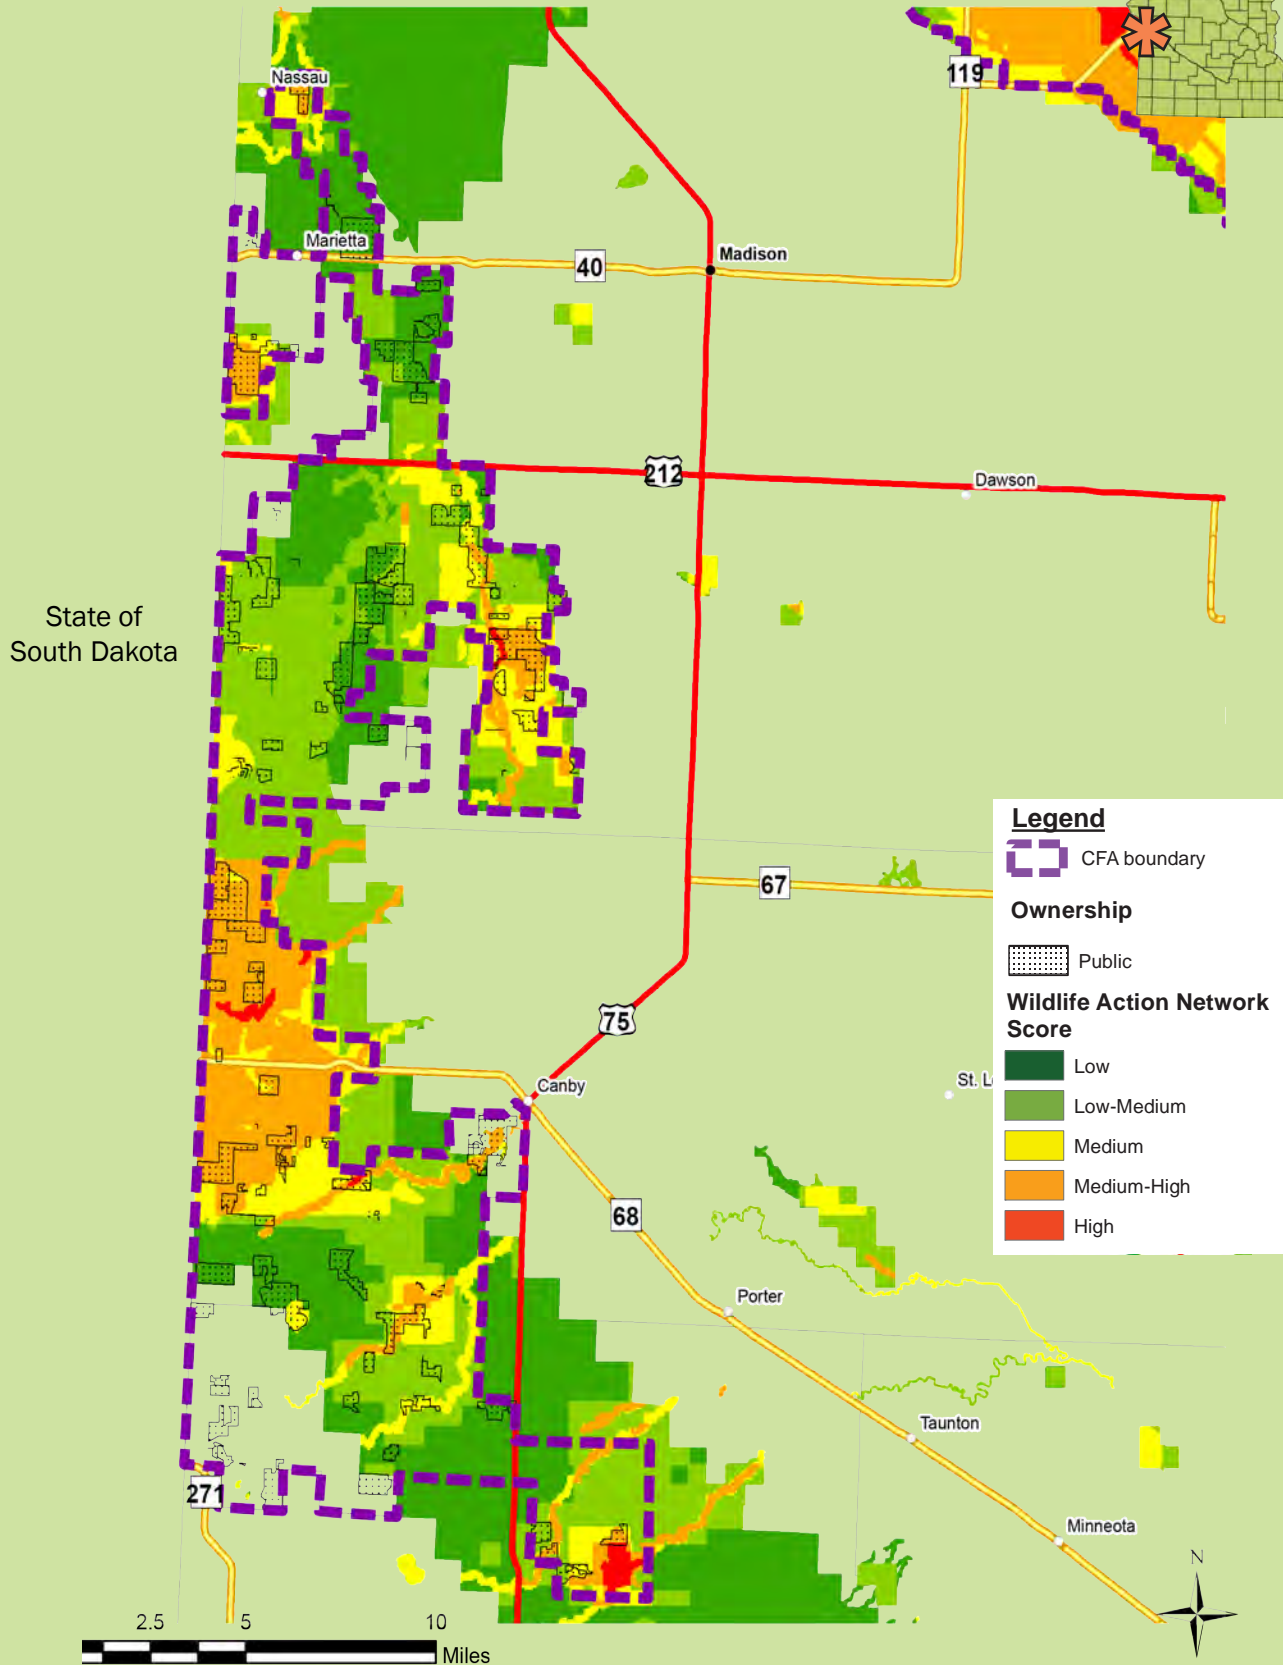 Nassau
119
Marietta
40
Madison
212
Dawson
State of
South Dakota
Legend
CFA boundary
67
Ownership
Public
Wildlife Action Network
Score
75
Low
Canby
St. L
Low-Medium
Medium
Medium-High
68
High
Porter
Taunton
271
Minneota
N
2.5 5 10
Miles